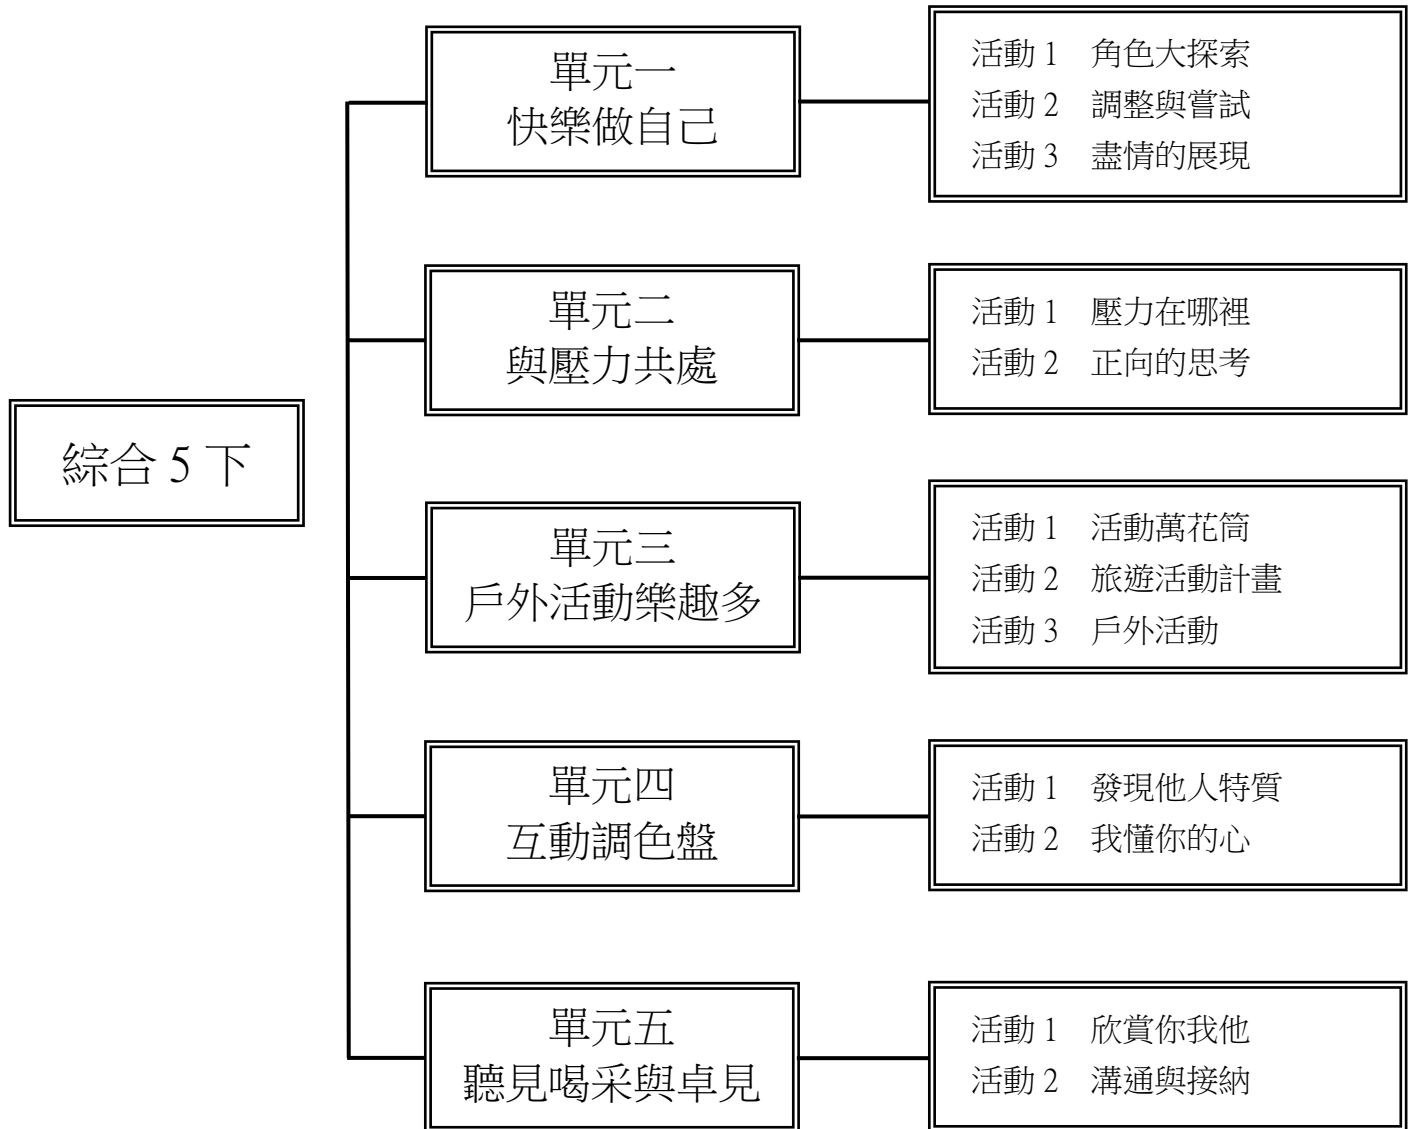 綜合 5 下
單元一
快樂做自己
活動 1 角色大探索
活動 2 調整與嘗試
活動 3 盡情的展現
單元二
與壓力共處
活動 1 壓力在哪裡
活動 2 正向的思考
單元三
戶外活動樂趣多
活動 1 活動萬花筒
活動 2 旅遊活動計畫
活動 3 戶外活動
單元四
互動調色盤
活動 1 發現他人特質
活動 2 我懂你的心
單元五
聽見喝采與卓見
活動 1 欣賞你我他
活動 2 溝通與接納